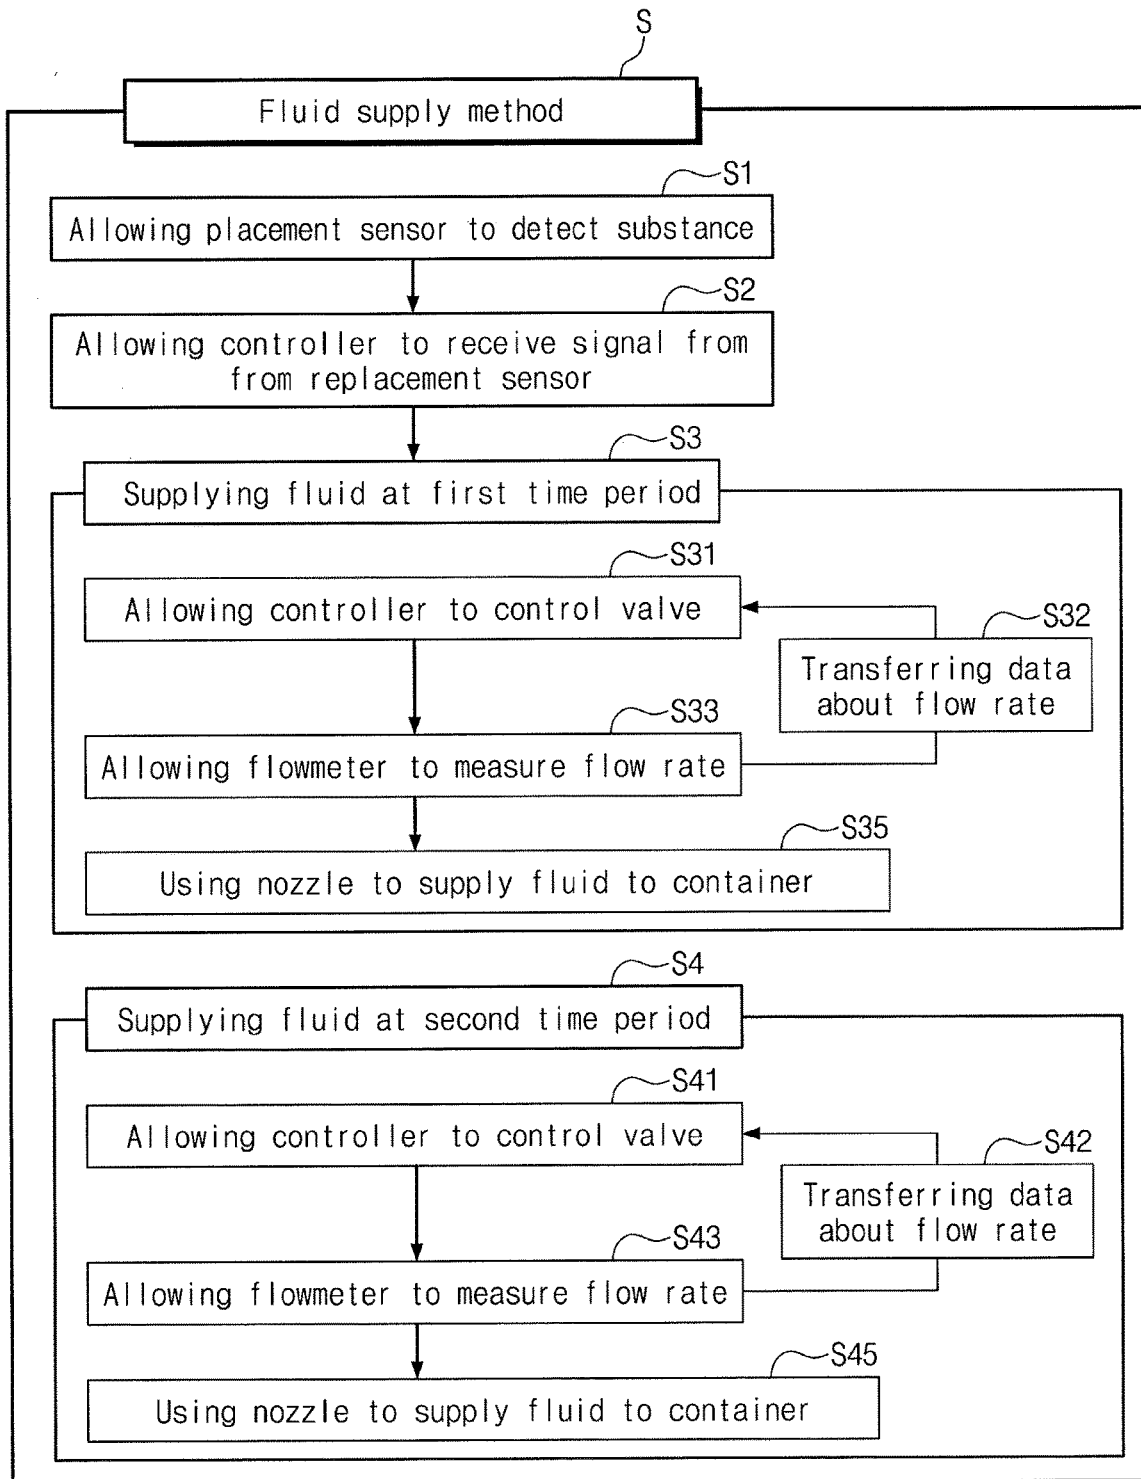 S
Fluid supply method
S1
Allowing placement sensor to detect substance
S2
Allowing controller to receive signal from
from replacement sensor
S3
Supplying fluid at first time period
S31
Allowing controller to control valve
S32
Transferring data
about flow rate
S33
Allowing flowmeter to measure flow rate
S35
Using nozzle to supply fluid to container
S4
Supplying fluid at second time period
S41
Allowing controller to control valve
S42
Transferring data
about flow rate
S43
Allowing flowmeter to measure flow rate
S45
Using nozzle to supply fluid to container